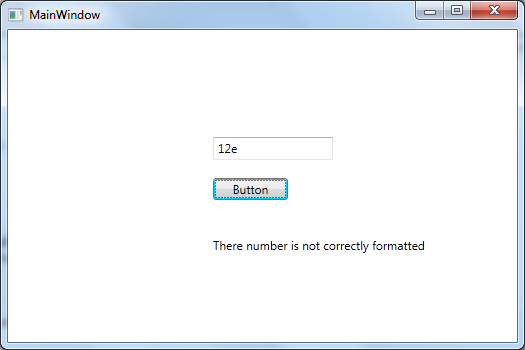 MainWindow
12e
Button
There number is not correctly formatted